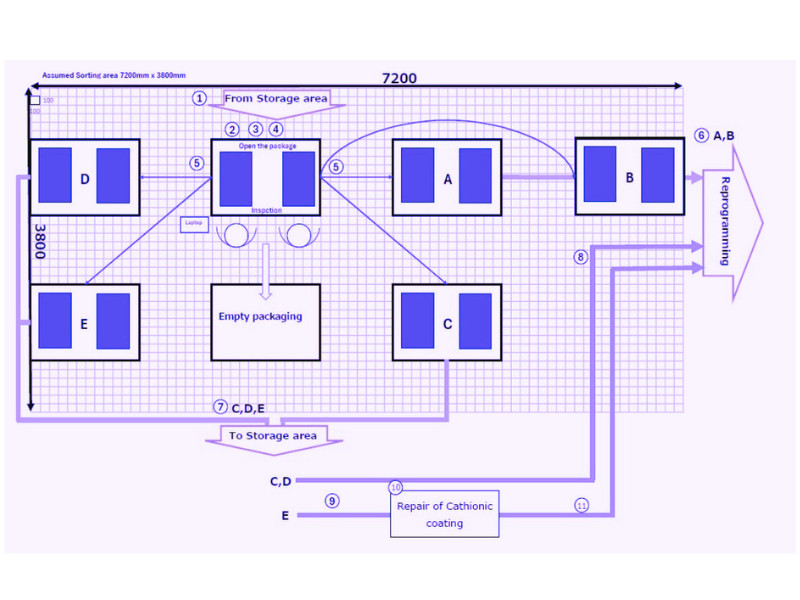 Assumed Sorting area 7200mm x 3800mm
7200
100
100
① From Storage area
② ③ ④
Open the package
⑥ A,B
⑤
⑤
D
A
B
Inspction
Laptop
Reprogramming
3800
⑧
E
Empty packaging
C
⑦ C,D,E
To Storage area
C,D
⑩
⑨
E
Repair of Cathionic
coating
⑪